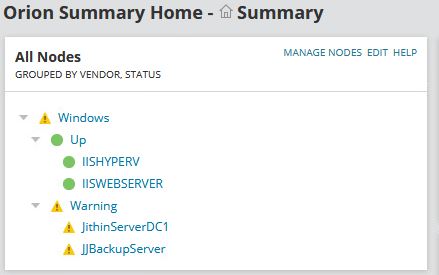 Orion Summary Home - Summary
All Nodes
MANAGE NODES EDIT HELP
GROUPED BY VENDOR, STATUS
Windows
Up
IISHYPERV
IISWEBSERVER
Warning
JithinServerDC1
JJBackupServer